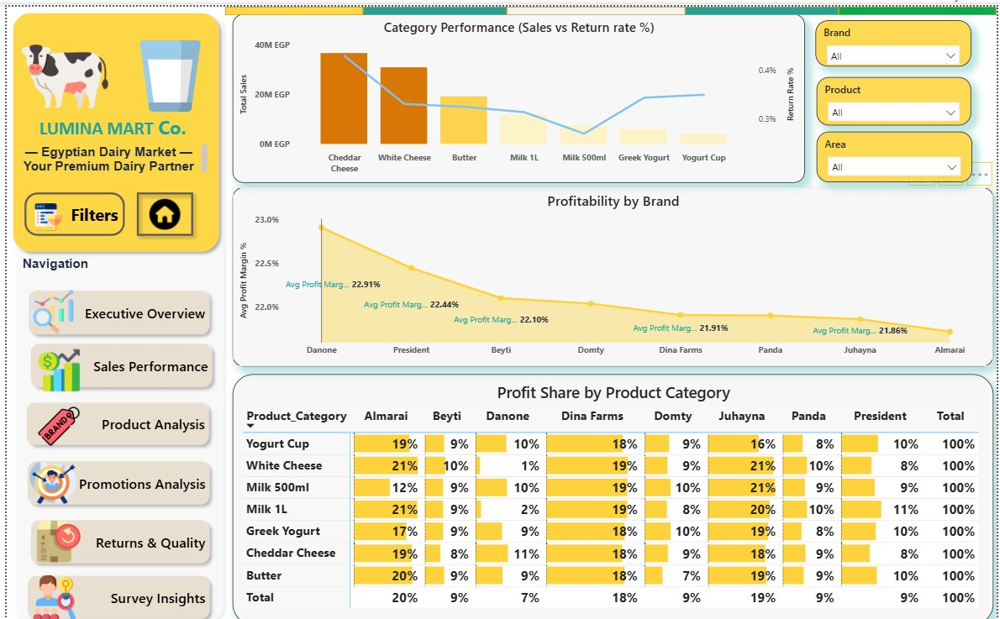 LUMINA MART Co.
— Egyptian Dairy Market —
Your Premium Dairy Partner
Filters
Navigation
Executive Overview
Sales Performance
BRAND
Product Analysis
Promotions Analysis
Returns & Quality
Survey Insights
Category Performance (Sales vs Return rate %)
Total Sales
40M EGP
20M EGP
0M EGP
0.4%
0.3%
Return Rate %
Cheddar Cheese
White Cheese
Butter
Milk 1L
Milk 500ml
Greek Yogurt
Yogurt Cup
Brand
All
Product
All
Area
All
Profitability by Brand
Avg Profit Margin %
23.0%
22.5%
22.0%
Avg Profit Marg... 22.91%
Avg Profit Marg... 22.44%
Avg Profit Marg... 22.10%
Avg Profit Marg... 21.91%
Avg Profit Marg... 21.86%
Danone President Beyti Domty Dina Farms Panda Juhayna Almarai
Profit Share by Product Category
Product_Category Almarai Beyti Danone Dina Farms Domty Juhayna Panda President Total
Yogurt Cup 19% 9% 10% 18% 9% 16% 8% 10% 100%
White Cheese 21% 10% 1% 19% 9% 21% 10% 8% 100%
Milk 500ml 12% 9% 10% 19% 10% 21% 9% 9% 100%
Milk 1L 21% 9% 2% 19% 8% 20% 10% 11% 100%
Greek Yogurt 17% 9% 9% 18% 10% 19% 8% 10% 100%
Cheddar Cheese 19% 8% 11% 18% 9% 18% 9% 8% 100%
Butter 20% 9% 9% 18% 7% 19% 9% 10% 100%
Total 20% 9% 7% 18% 9% 19% 9% 9% 100%